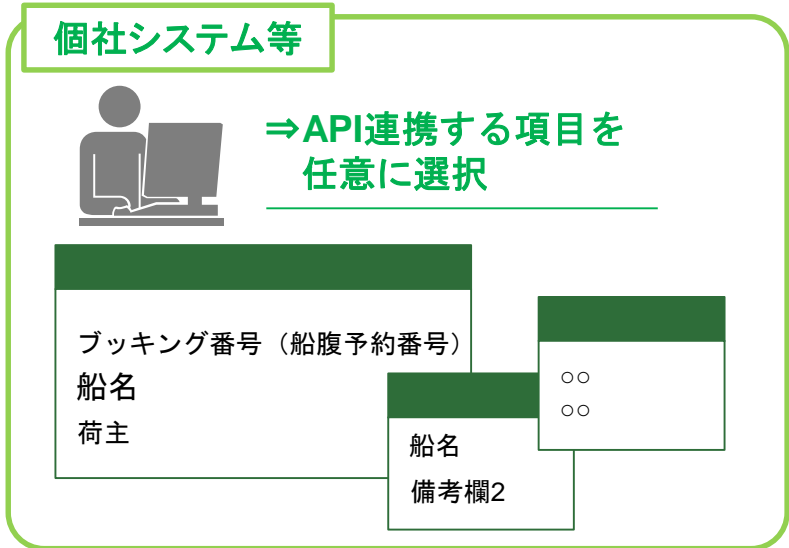 個社システム等
⇒API連携する項目を
任意に選択
ブッキング番号（船腹予約番号）
船名
荷主
船名
備考欄2
○○
○○